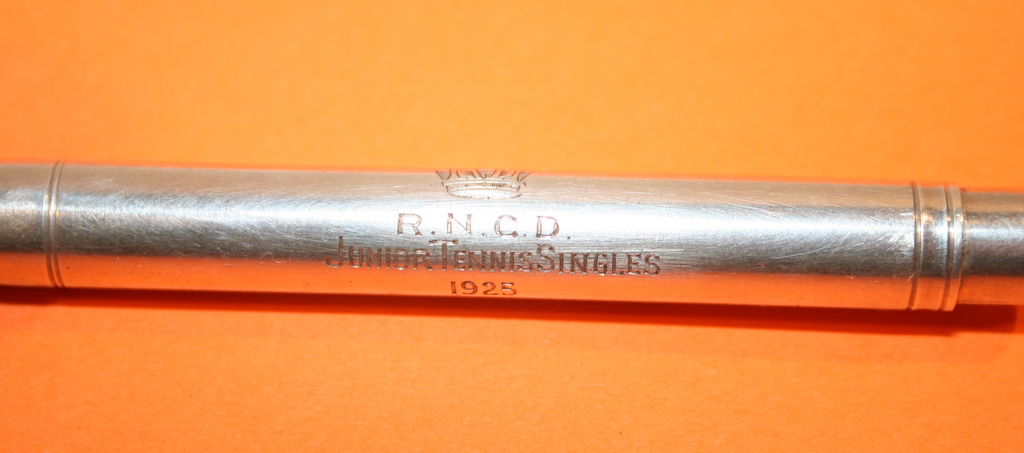 R.N.C.D.
JUNIOR TENNIS SINGLES
1925